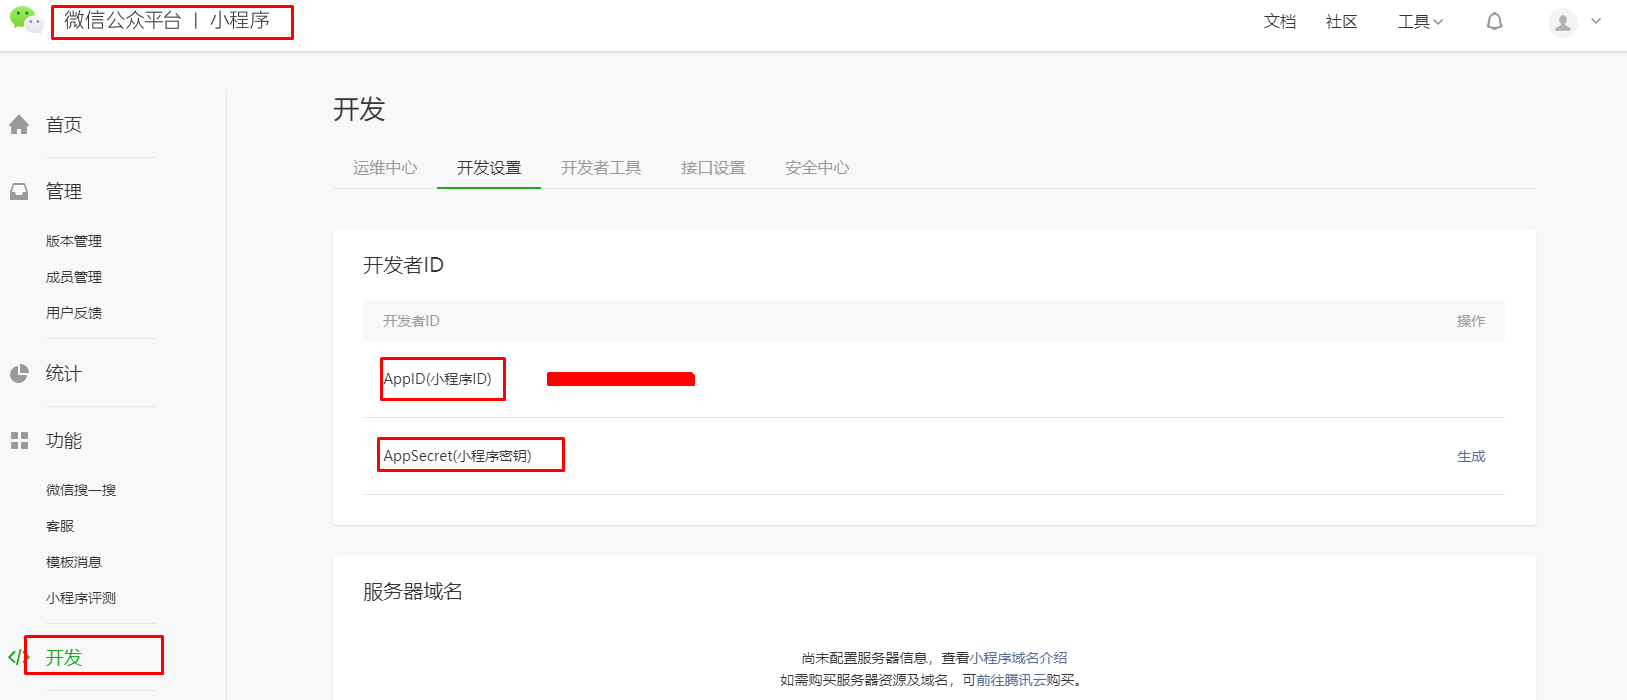 微信公众平台 | 小程序
文档 社区 工具
首页
管理
版本管理
成员管理
用户反馈
统计
功能
微信搜一搜
客服
模板消息
小程序评测
开发
开发
运维中心 开发设置 开发者工具 接口设置 安全中心
开发者ID
开发者ID 操作
AppID(小程序ID)
AppSecret(小程序密钥) 生成
服务器域名
尚未配置服务器信息，查看小程序域名介绍
如需购买服务器资源及域名，可前往腾讯云购买。